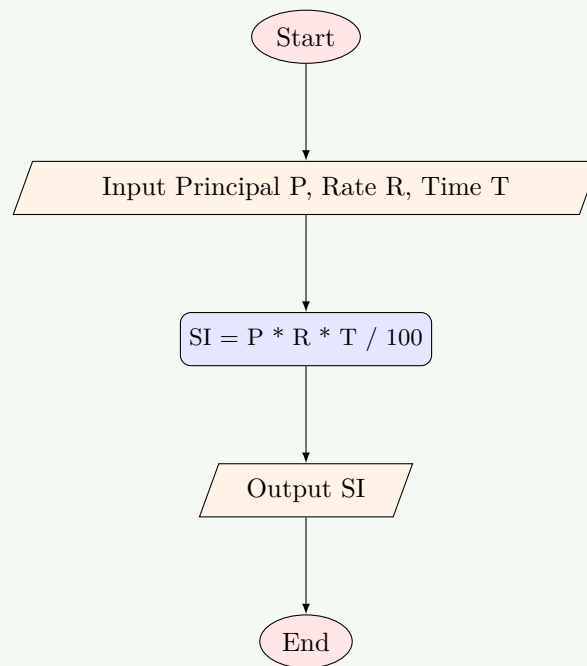 Start
Input Principal P, Rate R, Time T
SI = P * R * T / 100
Output SI
End